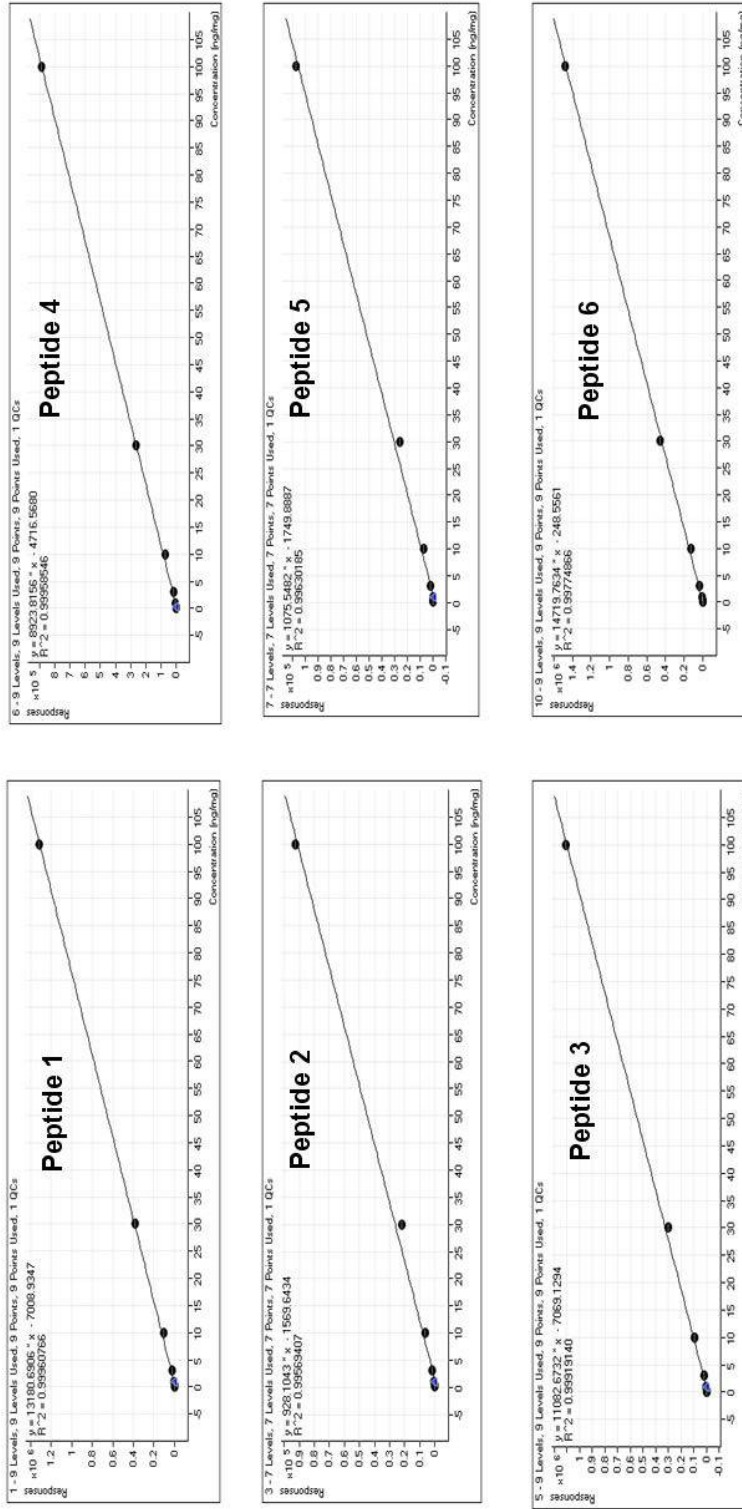 1 - 9 Levels, 9 Levels Used, 9 Points, 9 Points Used, 1 QCs
×10 6
y = 13180.6906 * x - 7008.9347
R^2 = 0.99960766
Peptide 1
Responses
1.2
1
0.8
0.6
0.4
0.2
0
-5 0 5 10 15 20 25 30 35 40 45 50 55 60 65 70 75 80 85 90 95 100 105
Concentration (ng/mg)
3 - 7 Levels, 7 Levels Used, 7 Points, 7 Points Used, 1 QCs
×10 5
y = 928.1043 * x - 1569.6434
R^2 = 0.99569407
Peptide 2
Responses
0.9
0.8
0.7
0.6
0.5
0.4
0.3
0.2
0.1
0
-5 0 5 10 15 20 25 30 35 40 45 50 55 60 65 70 75 80 85 90 95 100 105
Concentration (ng/mg)
5 - 9 Levels, 9 Levels Used, 9 Points, 9 Points Used, 1 QCs
×10 6
y = 11082.6732 * x - 7069.1294
R^2 = 0.99919140
Peptide 3
Responses
1
0.9
0.8
0.7
0.6
0.5
0.4
0.3
0.2
0.1
0
-0.1
-5 0 5 10 15 20 25 30 35 40 45 50 55 60 65 70 75 80 85 90 95 100 105
6 - 9 Levels, 9 Levels Used, 9 Points, 9 Points Used, 1 QCs
×10 5
y = 8923.8156 * x - 4716.5680
R^2 = 0.99958546
Peptide 4
Responses
9
8
7
6
5
4
3
2
1
0
-5 0 5 10 15 20 25 30 35 40 45 50 55 60 65 70 75 80 85 90 95 100 105
Concentration (ng/mg)
7 - 7 Levels, 7 Levels Used, 7 Points, 7 Points Used, 1 QCs
×10 5
y = 1075.5482 * x - 1749.8887
R^2 = 0.99630185
Peptide 5
Responses
1
0.9
0.8
0.7
0.6
0.5
0.4
0.3
0.2
0.1
0
-0.1
-5 0 5 10 15 20 25 30 35 40 45 50 55 60 65 70 75 80 85 90 95 100 105
Concentration (ng/mg)
10 - 9 Levels, 9 Levels Used, 9 Points, 9 Points Used, 1 QCs
×10 6
y = 14719.7634 * x - 248.5561
R^2 = 0.99774866
Peptide 6
Responses
1.4
1.2
1
0.8
0.6
0.4
0.2
0
-5 0 5 10 15 20 25 30 35 40 45 50 55 60 65 70 75 80 85 90 95 100 105